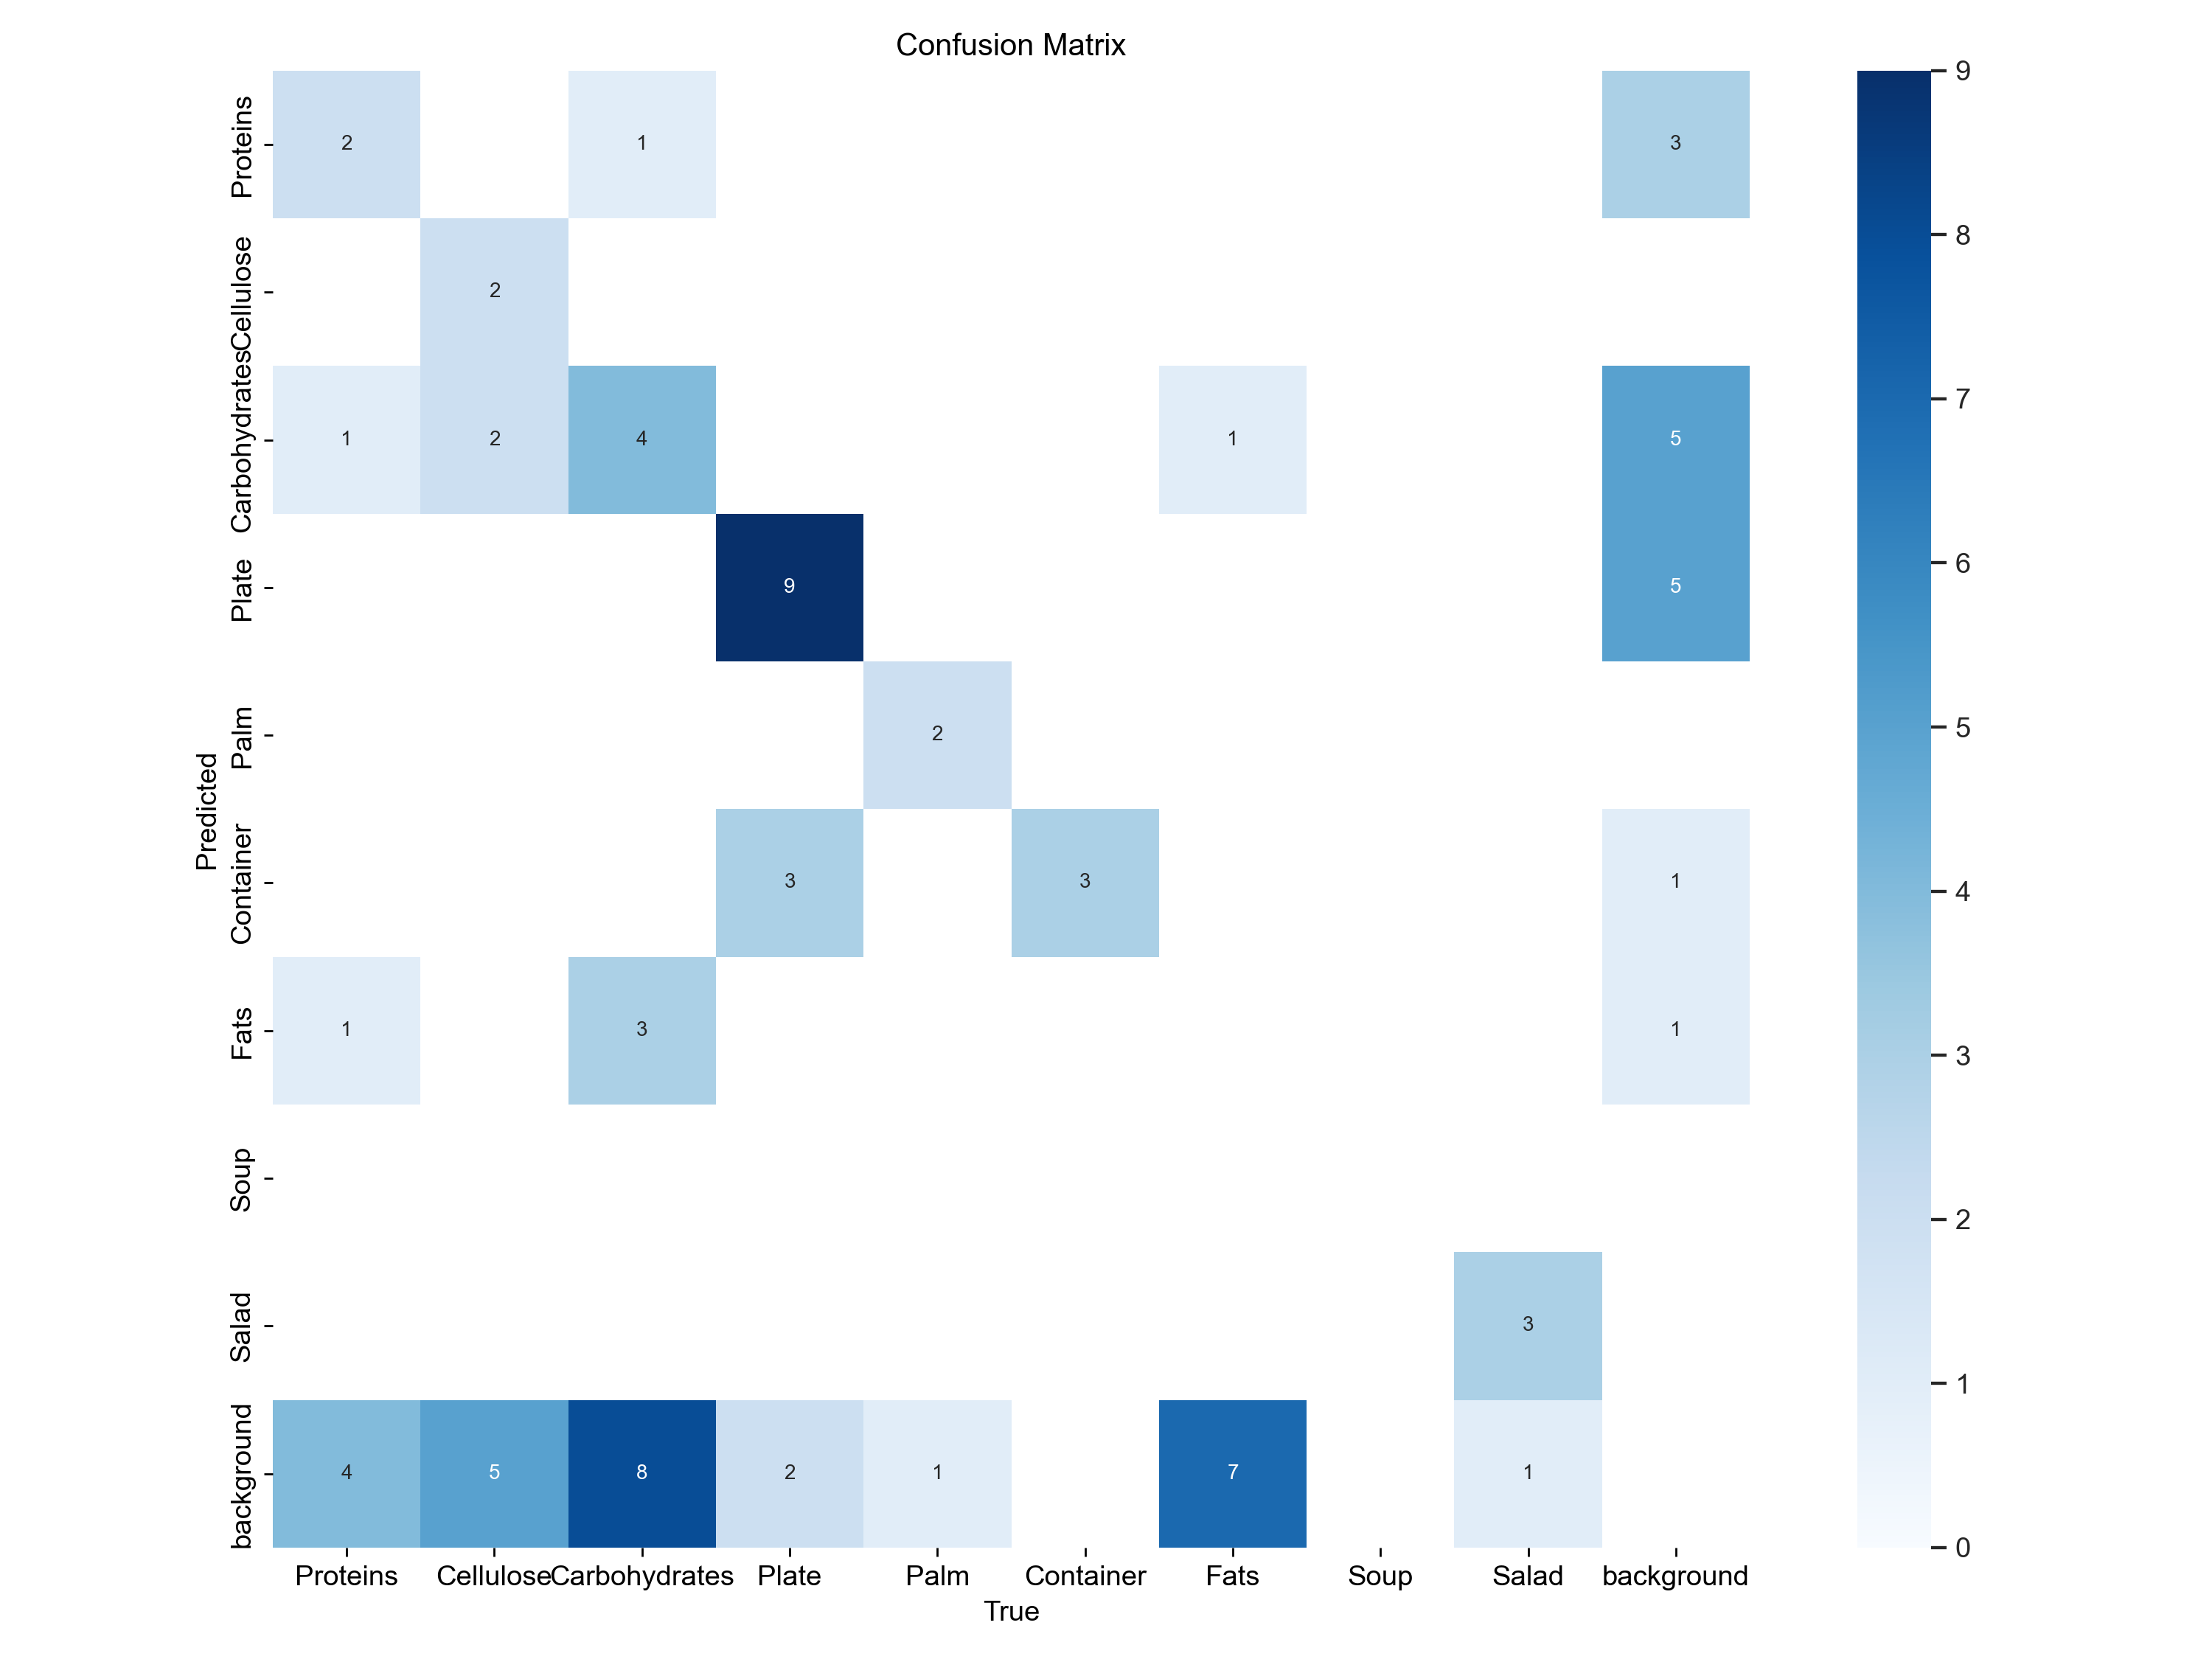 Confusion Matrix
Proteins
2
1
3
Cellulose
2
Carbohydrates
1
2
4
1
5
Plate
9
5
Palm
2
Predicted
Container
3
3
1
Fats
1
3
1
Soup
Salad
3
background
4
5
8
2
1
7
1
Proteins Cellulose Carbohydrates Plate Palm Container Fats Soup Salad background
True
9
8
7
6
5
4
3
2
1
0